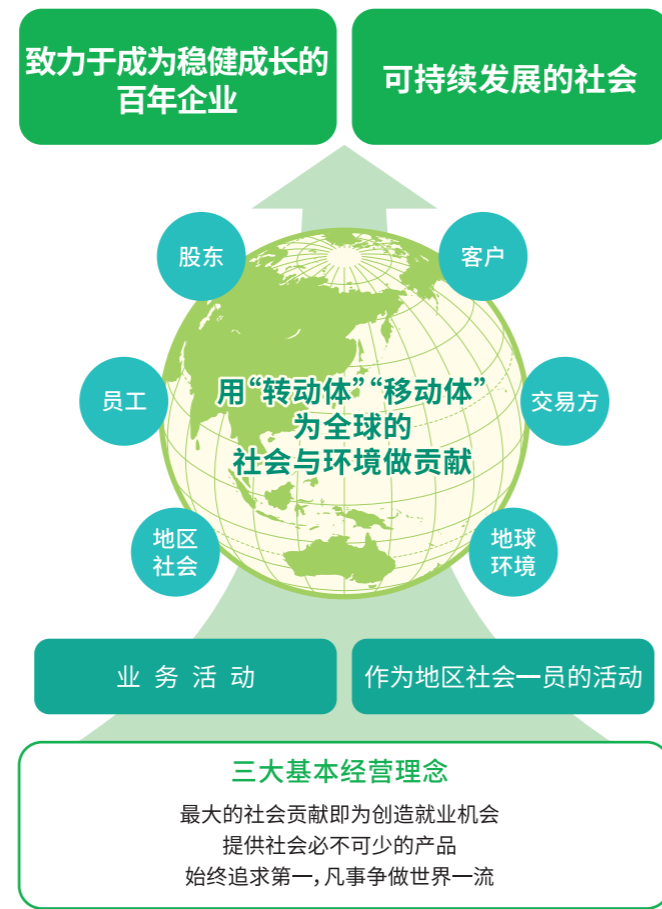 致力于成为稳健成长的
百年企业
可持续发展的社会
股东
客户
员工
用“转动体”“移动体”
为全球的
社会与环境做贡献
交易方
地区
社会
地球
环境
业务活动
作为地区社会一员的活动
三大基本经营理念
最大的社会贡献即为创造就业机会
提供社会必不可少的产品
始终追求第一，凡事争做世界一流